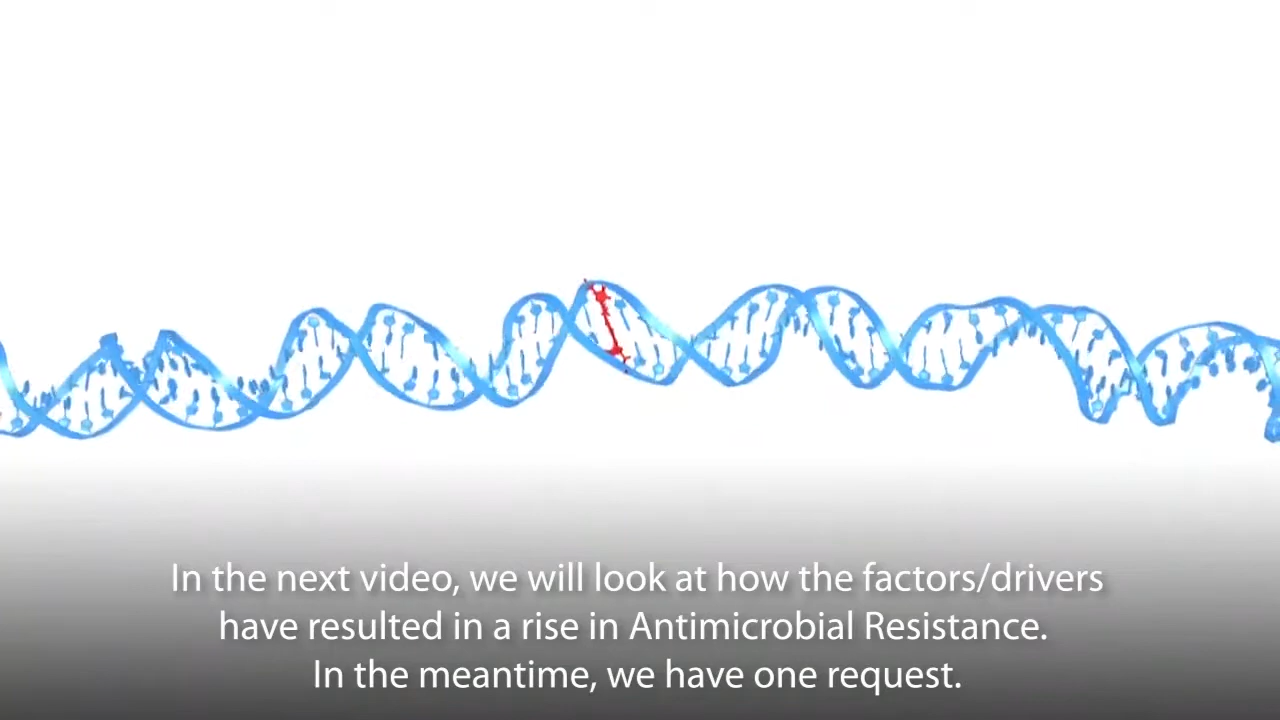 In the next video, we will look at how the factors/drivers
have resulted in a rise in Antimicrobial Resistance.
In the meantime, we have one request.